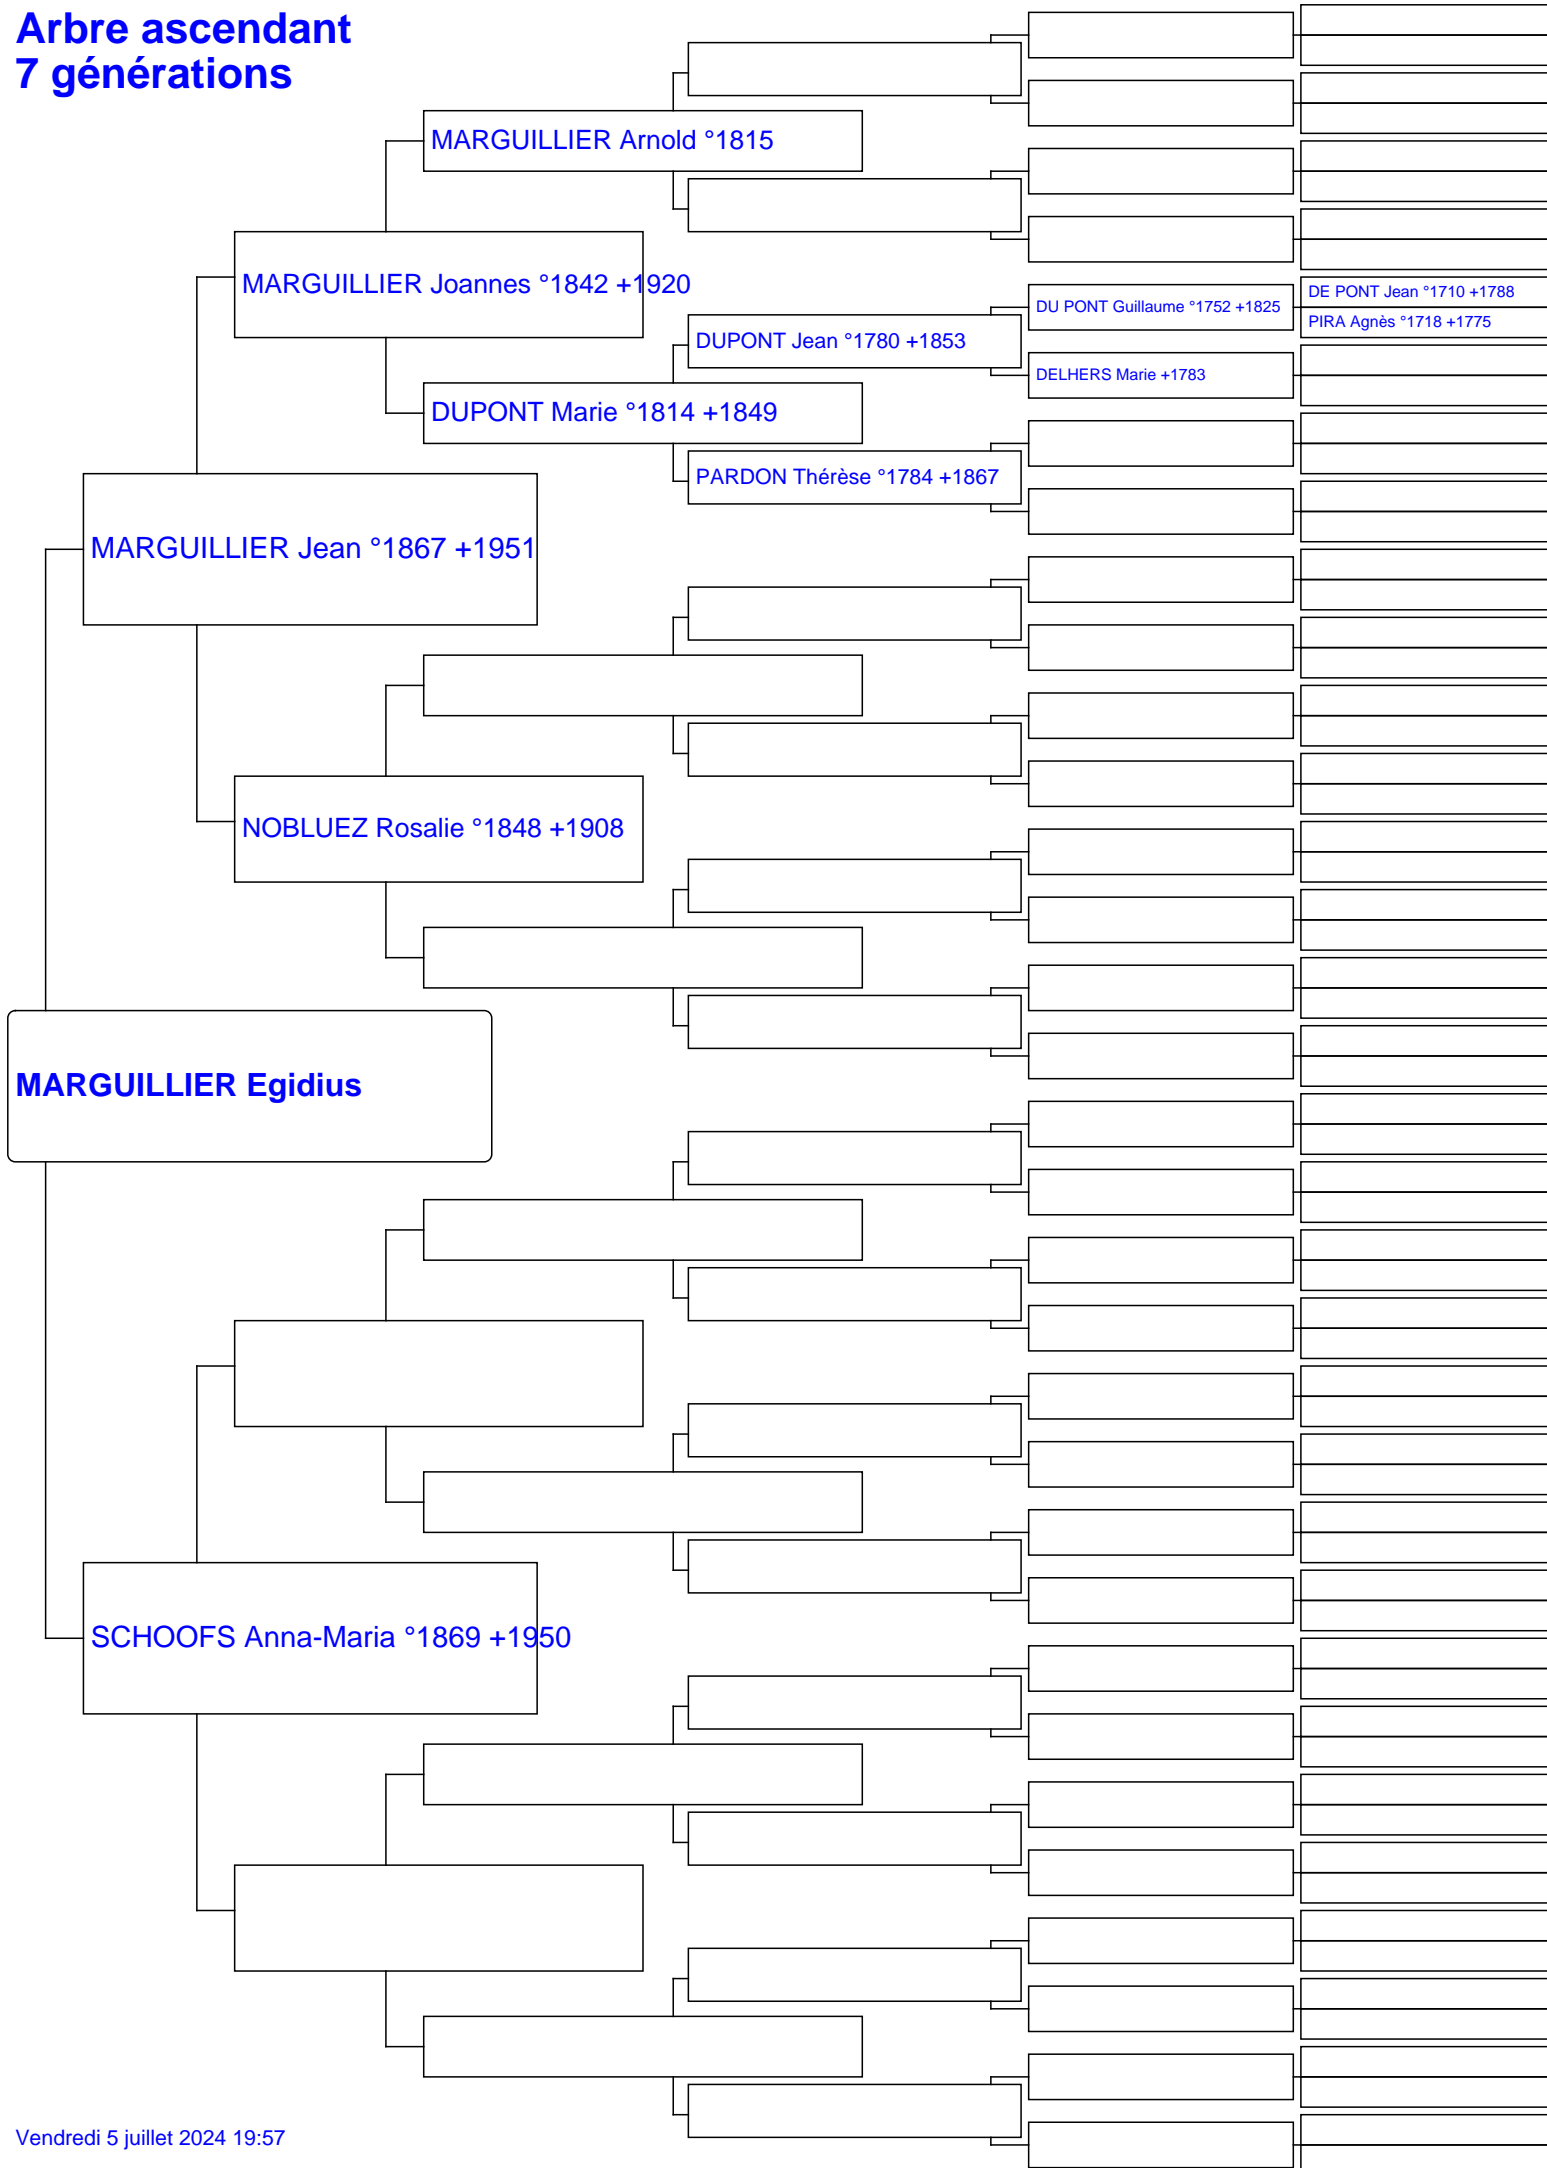 Arbre ascendant
7 générations
MARGUILLIER Arnold °1815
MARGUILLIER Joannes °1842 +1920
DE PONT Jean °1710 +1788
DU PONT Guillaume °1752 +1825
PIRA Agnès °1718 +1775
DUPONT Jean °1780 +1853
DELHERS Marie +1783
DUPONT Marie °1814 +1849
PARDON Thérèse °1784 +1867
MARGUILLIER Jean °1867 +1951
NOBLUEZ Rosalie °1848 +1908
MARGUILLIER Egidius
SCHOOFS Anna-Maria °1869 +1950
Vendredi 5 juillet 2024 19:57